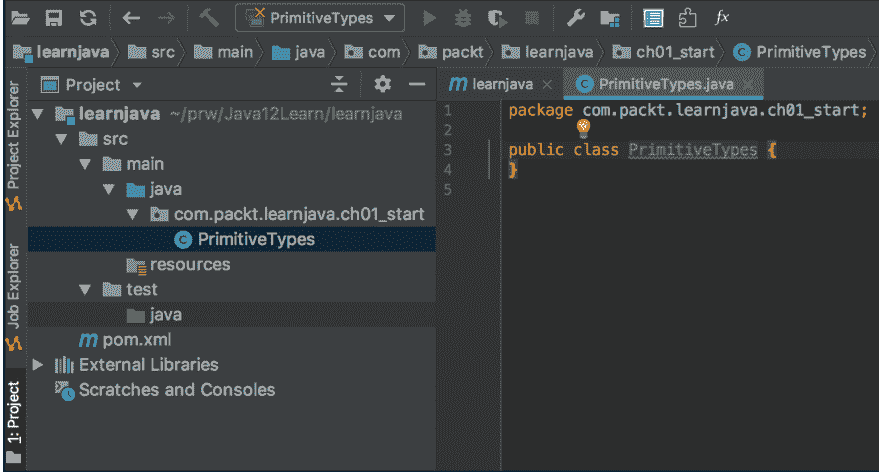 PrimitiveTypes
learnjava src main java com packt learnjava ch01_start PrimitiveTypes
Project
learnjava ~/prw/Java12Learn/learnjava
src
main
java
com.packt.learnjava.ch01_start
PrimitiveTypes
resources
test
java
m pom.xml
External Libraries
Scratches and Consoles
Project Explorer
Job Explorer
1: Project
m learnjava × C PrimitiveTypes.java ×
1 package com.packt.learnjava.ch01_start;
2
3 public class PrimitiveTypes {
4 }
5